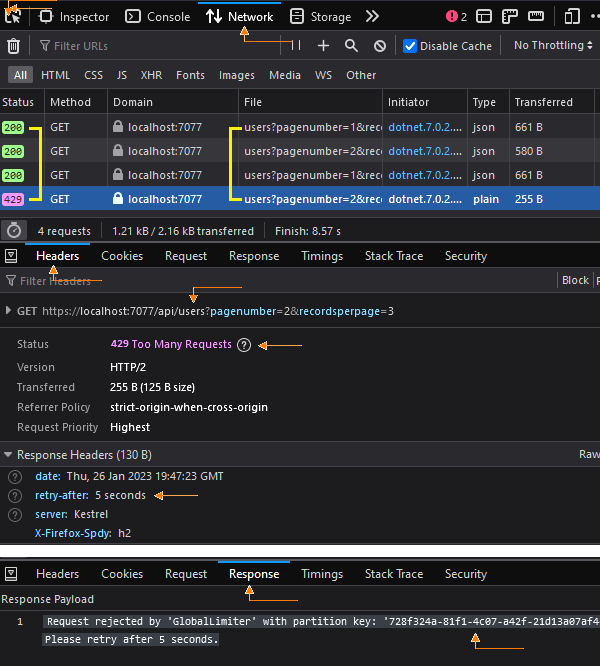 Inspector Console Network Storage 2
Filter URLs Disable Cache No Throttling
All HTML CSS JS XHR Fonts Images Media WS Other
Status Method Domain File Initiator Type Transferred
200 GET localhost:7077 users?pagenumber=1&rec dotnet.7.0.2.... json 661 B
200 GET localhost:7077 users?pagenumber=2&rec dotnet.7.0.2.... json 580 B
200 GET localhost:7077 users?pagenumber=1&rec dotnet.7.0.2.... json 661 B
429 GET localhost:7077 users?pagenumber=2&rec dotnet.7.0.2.... plain 255 B
4 requests 1.21 kB / 2.16 kB transferred Finish: 8.57 s
Headers Cookies Request Response Timings Stack Trace Security
Filter Headers Block
GET https://localhost:7077/api/users?pagenumber=2&recordsperpage=3
Status 429 Too Many Requests ?
Version HTTP/2
Transferred 255 B (125 B size)
Referrer Policy strict-origin-when-cross-origin
Request Priority Highest
Response Headers (130 B) Raw
? date: Thu, 26 Jan 2023 19:47:23 GMT
? retry-after: 5 seconds
? server: Kestrel
X-Firefox-Spdy: h2
Headers Cookies Request Response Timings Stack Trace Security
Response Payload
1 Request rejected by 'GlobalLimiter' with partition key: '728f324a-81f1-4c07-a42f-21d13a07af4
Please retry after 5 seconds.